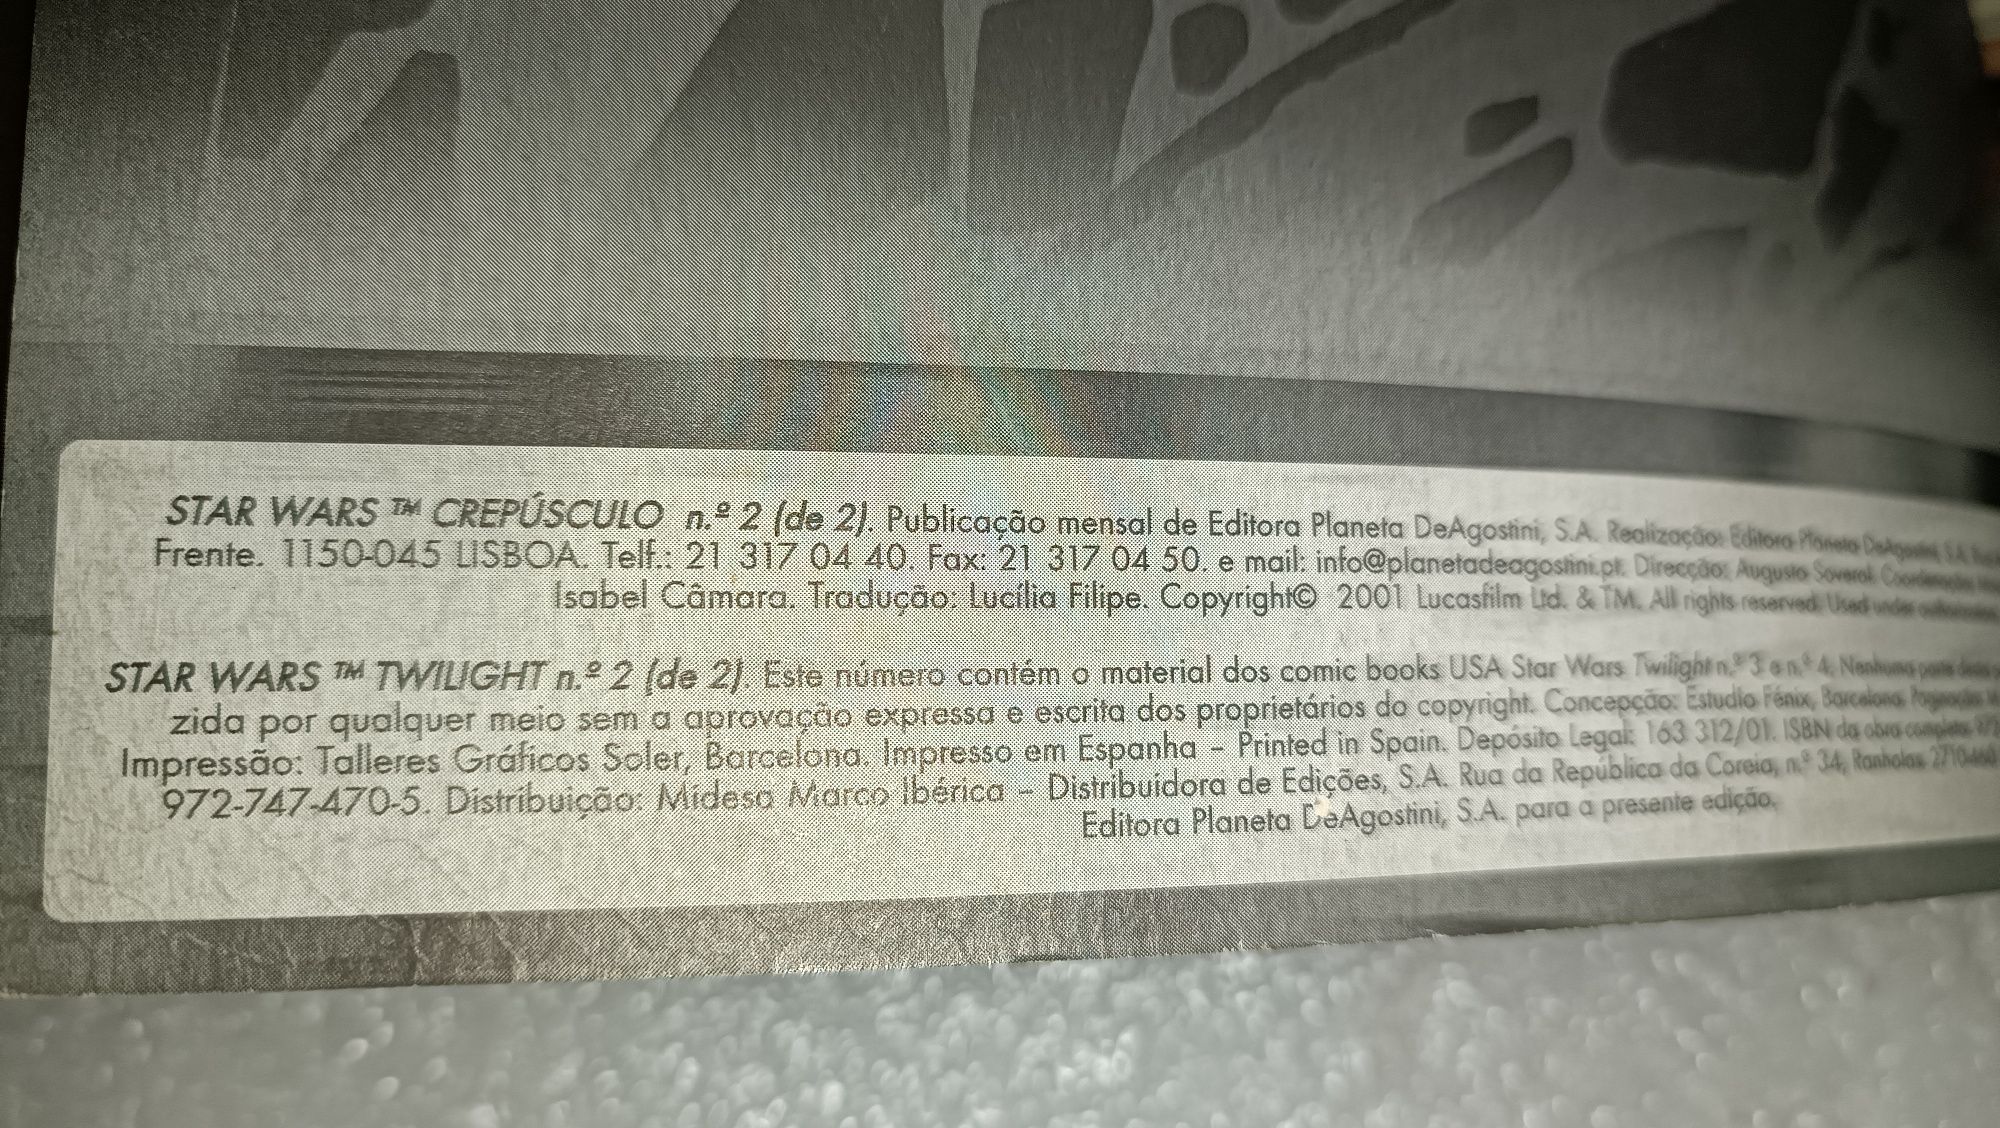 STAR WARS ™ CREPÚSCULO n.º 2 (de 2). Publicação mensal de Editora Planeta DeAgostini, S.A. Realização: Editora Planeta DeAgostini, S.A.
Frente. 1150-045 LISBOA. Telf.: 21 317 04 40. Fax: 21 317 04 50. e mail: info@planetadeagostini.pt. Direcção: Augusto Soverol. Coordenação
Isabel Câmara. Tradução: Lucília Filipe. Copyright© 2001 Lucasfilm Ltd. & TM. All rights reserved. Used under
STAR WARS ™ TWILIGHT n.º 2 (de 2). Este número contém o material dos comic books USA Star Wars Twilight n.º 3 e n.º 4. Nenhuma parte desta
zida por qualquer meio sem a aprovação expressa e escrita dos proprietários do copyright. Concepção: Estudio Fénix, Barcelona. Paginação:
Impressão: Talleres Gráficos Soler, Barcelona. Impresso em Espanha – Printed in Spain. Depósito Legal: 163 312/01. ISBN da obra completa:
972-747-470-5. Distribuição: Midesa Marco Ibérica – Distribuidora de Edições, S.A. Rua da República da Coreia, n.º 34, Ranholas 2710-460
Editora Planeta DeAgostini, S.A. para a presente edição.